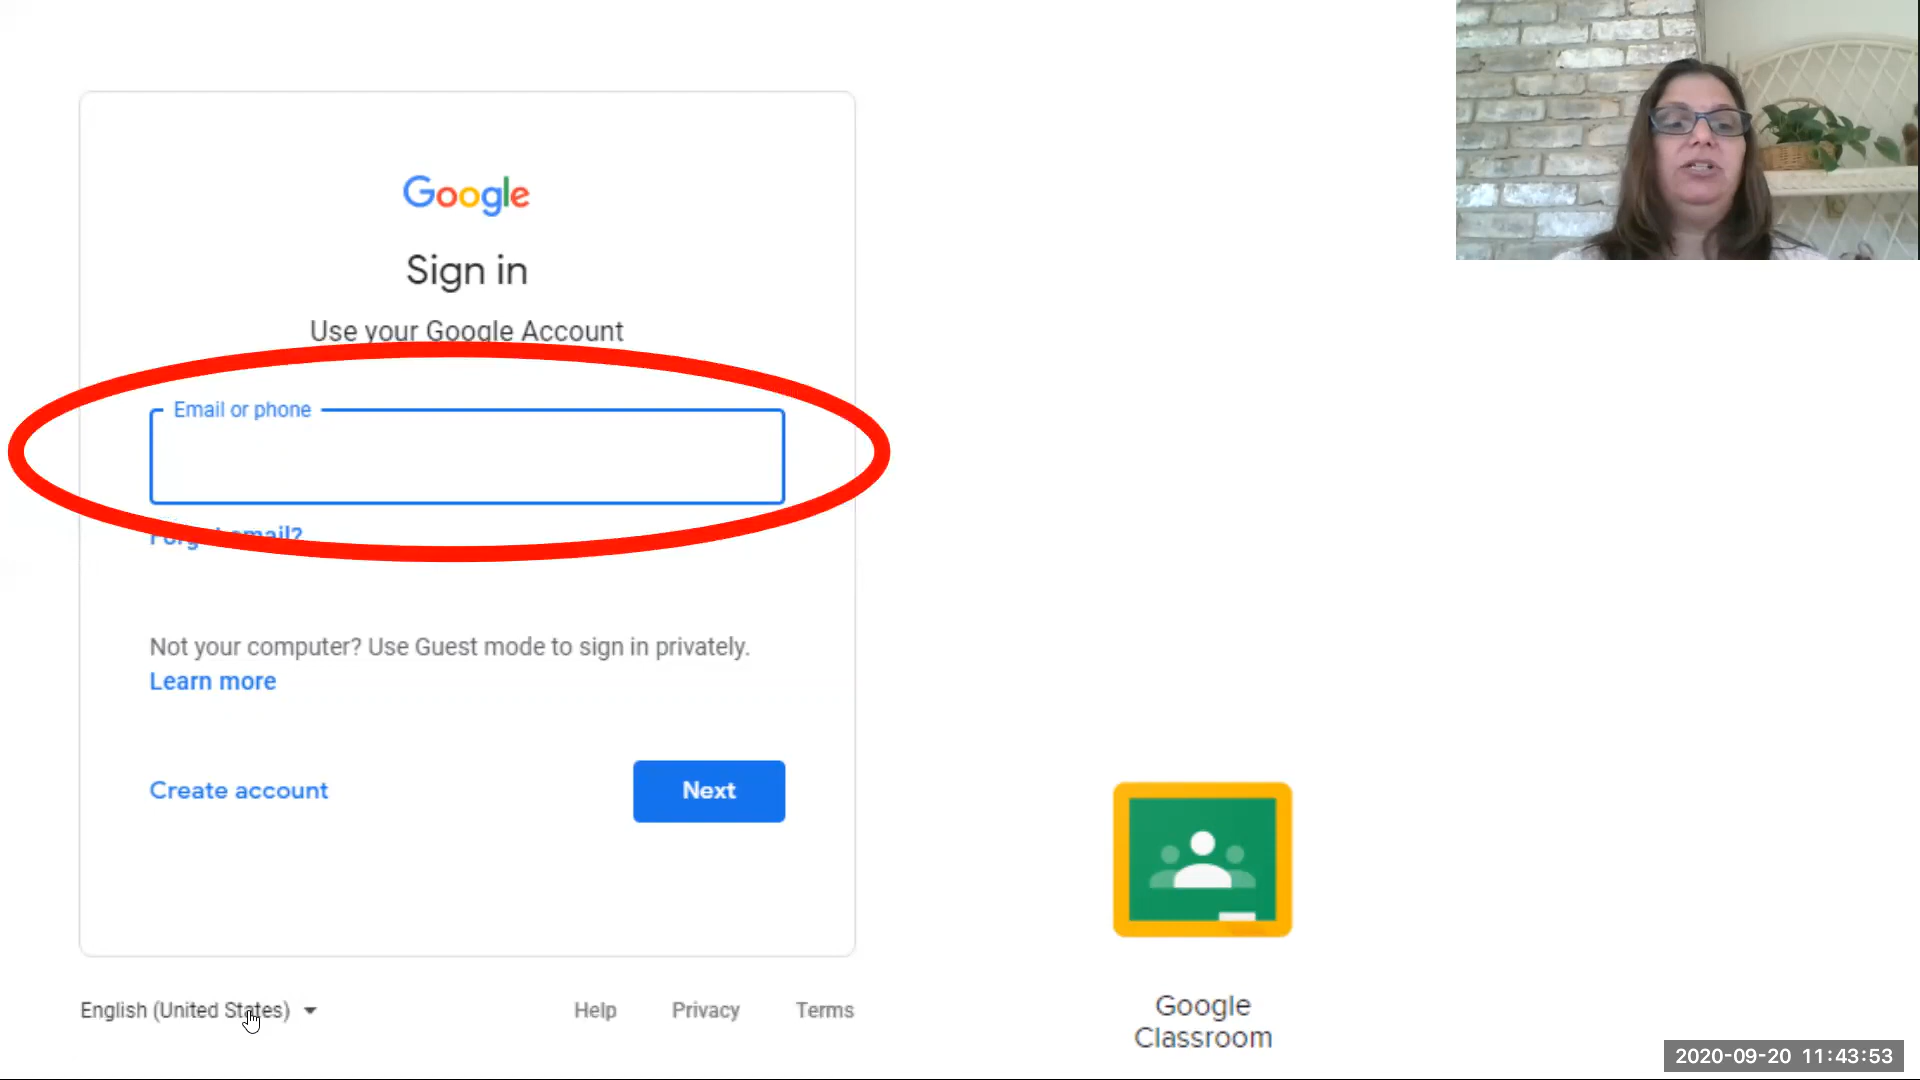 Google
Sign in
Use your Google Account
Email or phone
Forgot email?
Not your computer? Use Guest mode to sign in privately.
Learn more
Create account
Next
English (United States)
Help
Privacy
Terms
Google
Classroom
2020-09-20 11:43:53